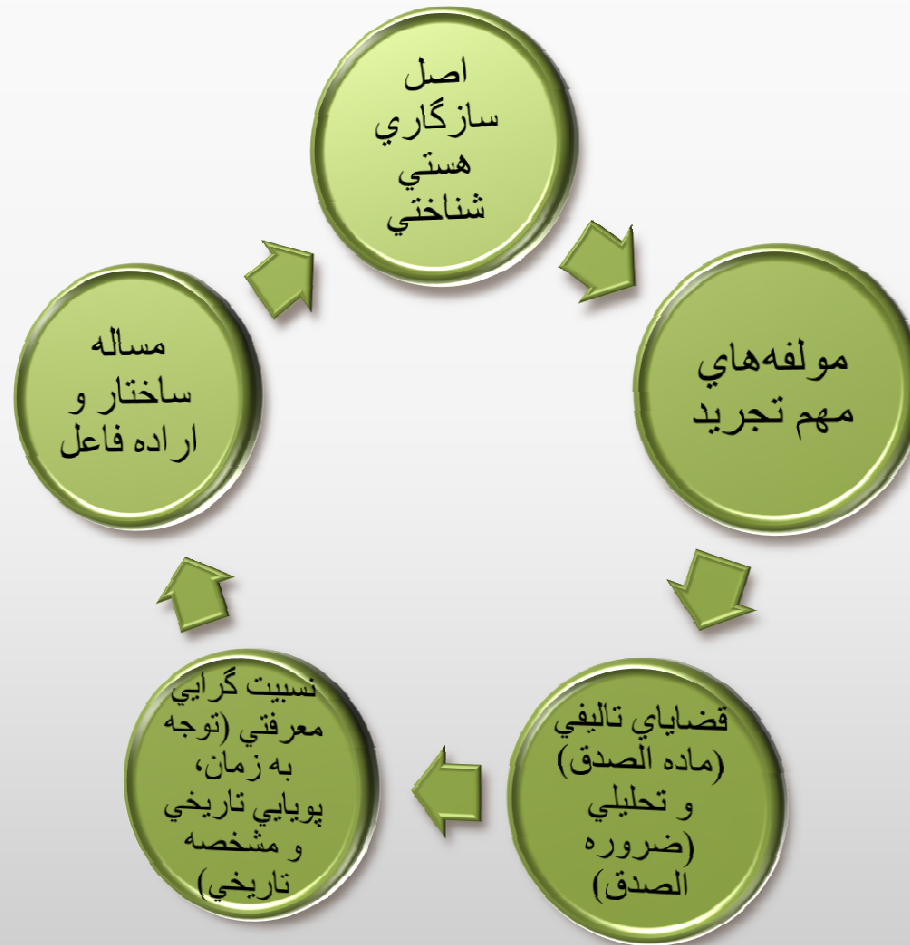 اصل
سازگاري
هستي
شناختي
مولفه‌هاي
مهم تجريد
قضاياي تاليفي
(ماده الصدق)
و تحليلي
(ضروره
الصدق)
نسبيت گرايي
معرفتي (توجه
به زمان،
پويايي تاريخي
و مشخصه
تاريخي)
مساله
ساختار و
اراده فاعل